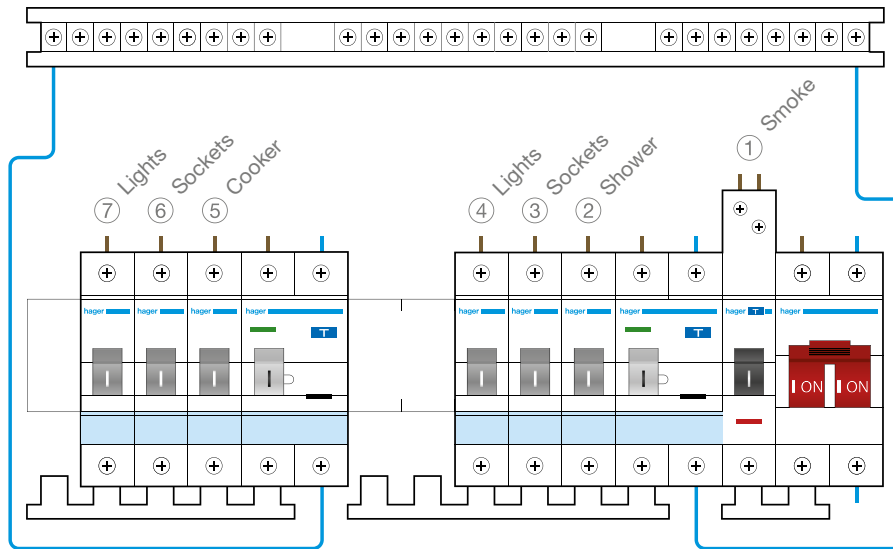 ① Smoke
⑦ Lights
⑥ Sockets
⑤ Cooker
④ Lights
③ Sockets
② Shower
hager
hager
hager
hager
hager
hager
hager
hager
hager T
hager
T
T
I ON
I ON